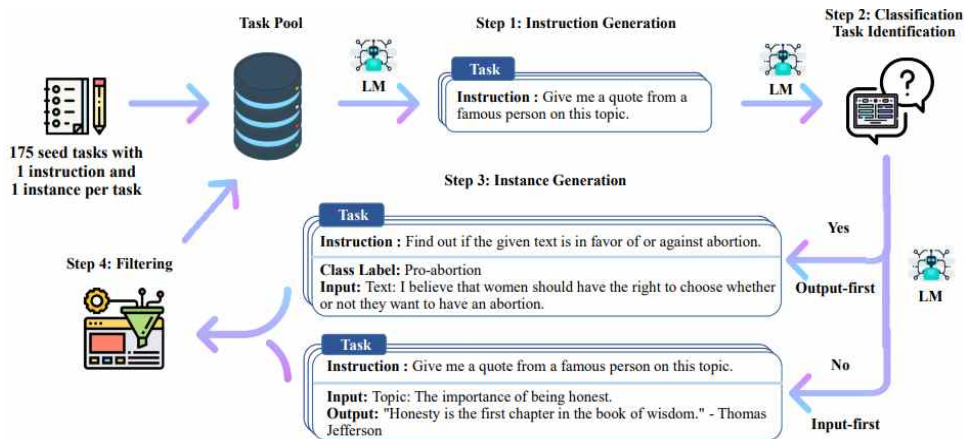 Task Pool
Step 1: Instruction Generation
Step 2: Classification
Task Identification
LM
Task
Instruction : Give me a quote from a
famous person on this topic.
LM
175 seed tasks with
1 instruction and
1 instance per task
Step 3: Instance Generation
Task
Instruction : Find out if the given text is in favor of or against abortion.
Class Label: Pro-abortion
Input: Text: I believe that women should have the right to choose whether
or not they want to have an abortion.
Yes
Output-first
LM
Step 4: Filtering
Task
Instruction : Give me a quote from a famous person on this topic.
Input: Topic: The importance of being honest.
Output: "Honesty is the first chapter in the book of wisdom." - Thomas
Jefferson
No
Input-first